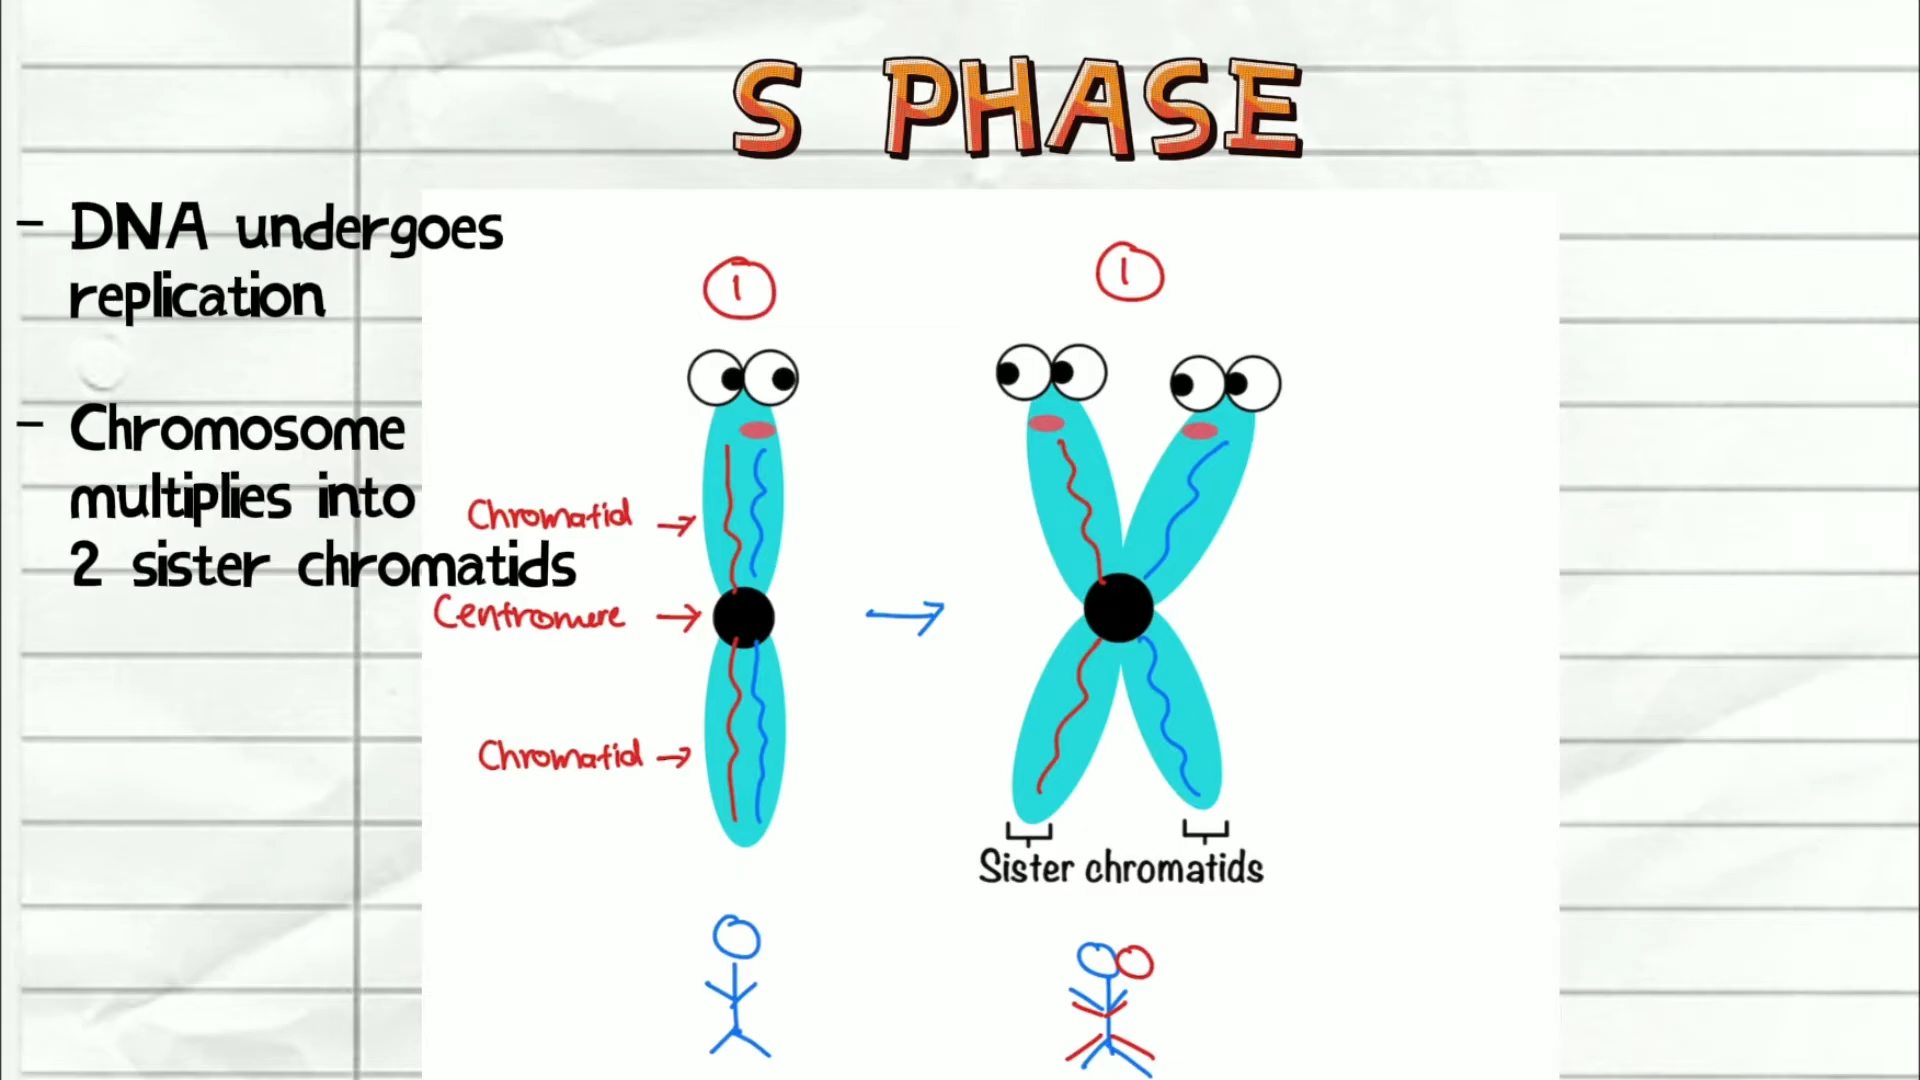 S PHASE
- DNA undergoes
replication
- Chromosome
multiplies into
2 sister chromatids
1
1
Chromatid →
Centromere →
Chromatid →
→
Sister chromatids